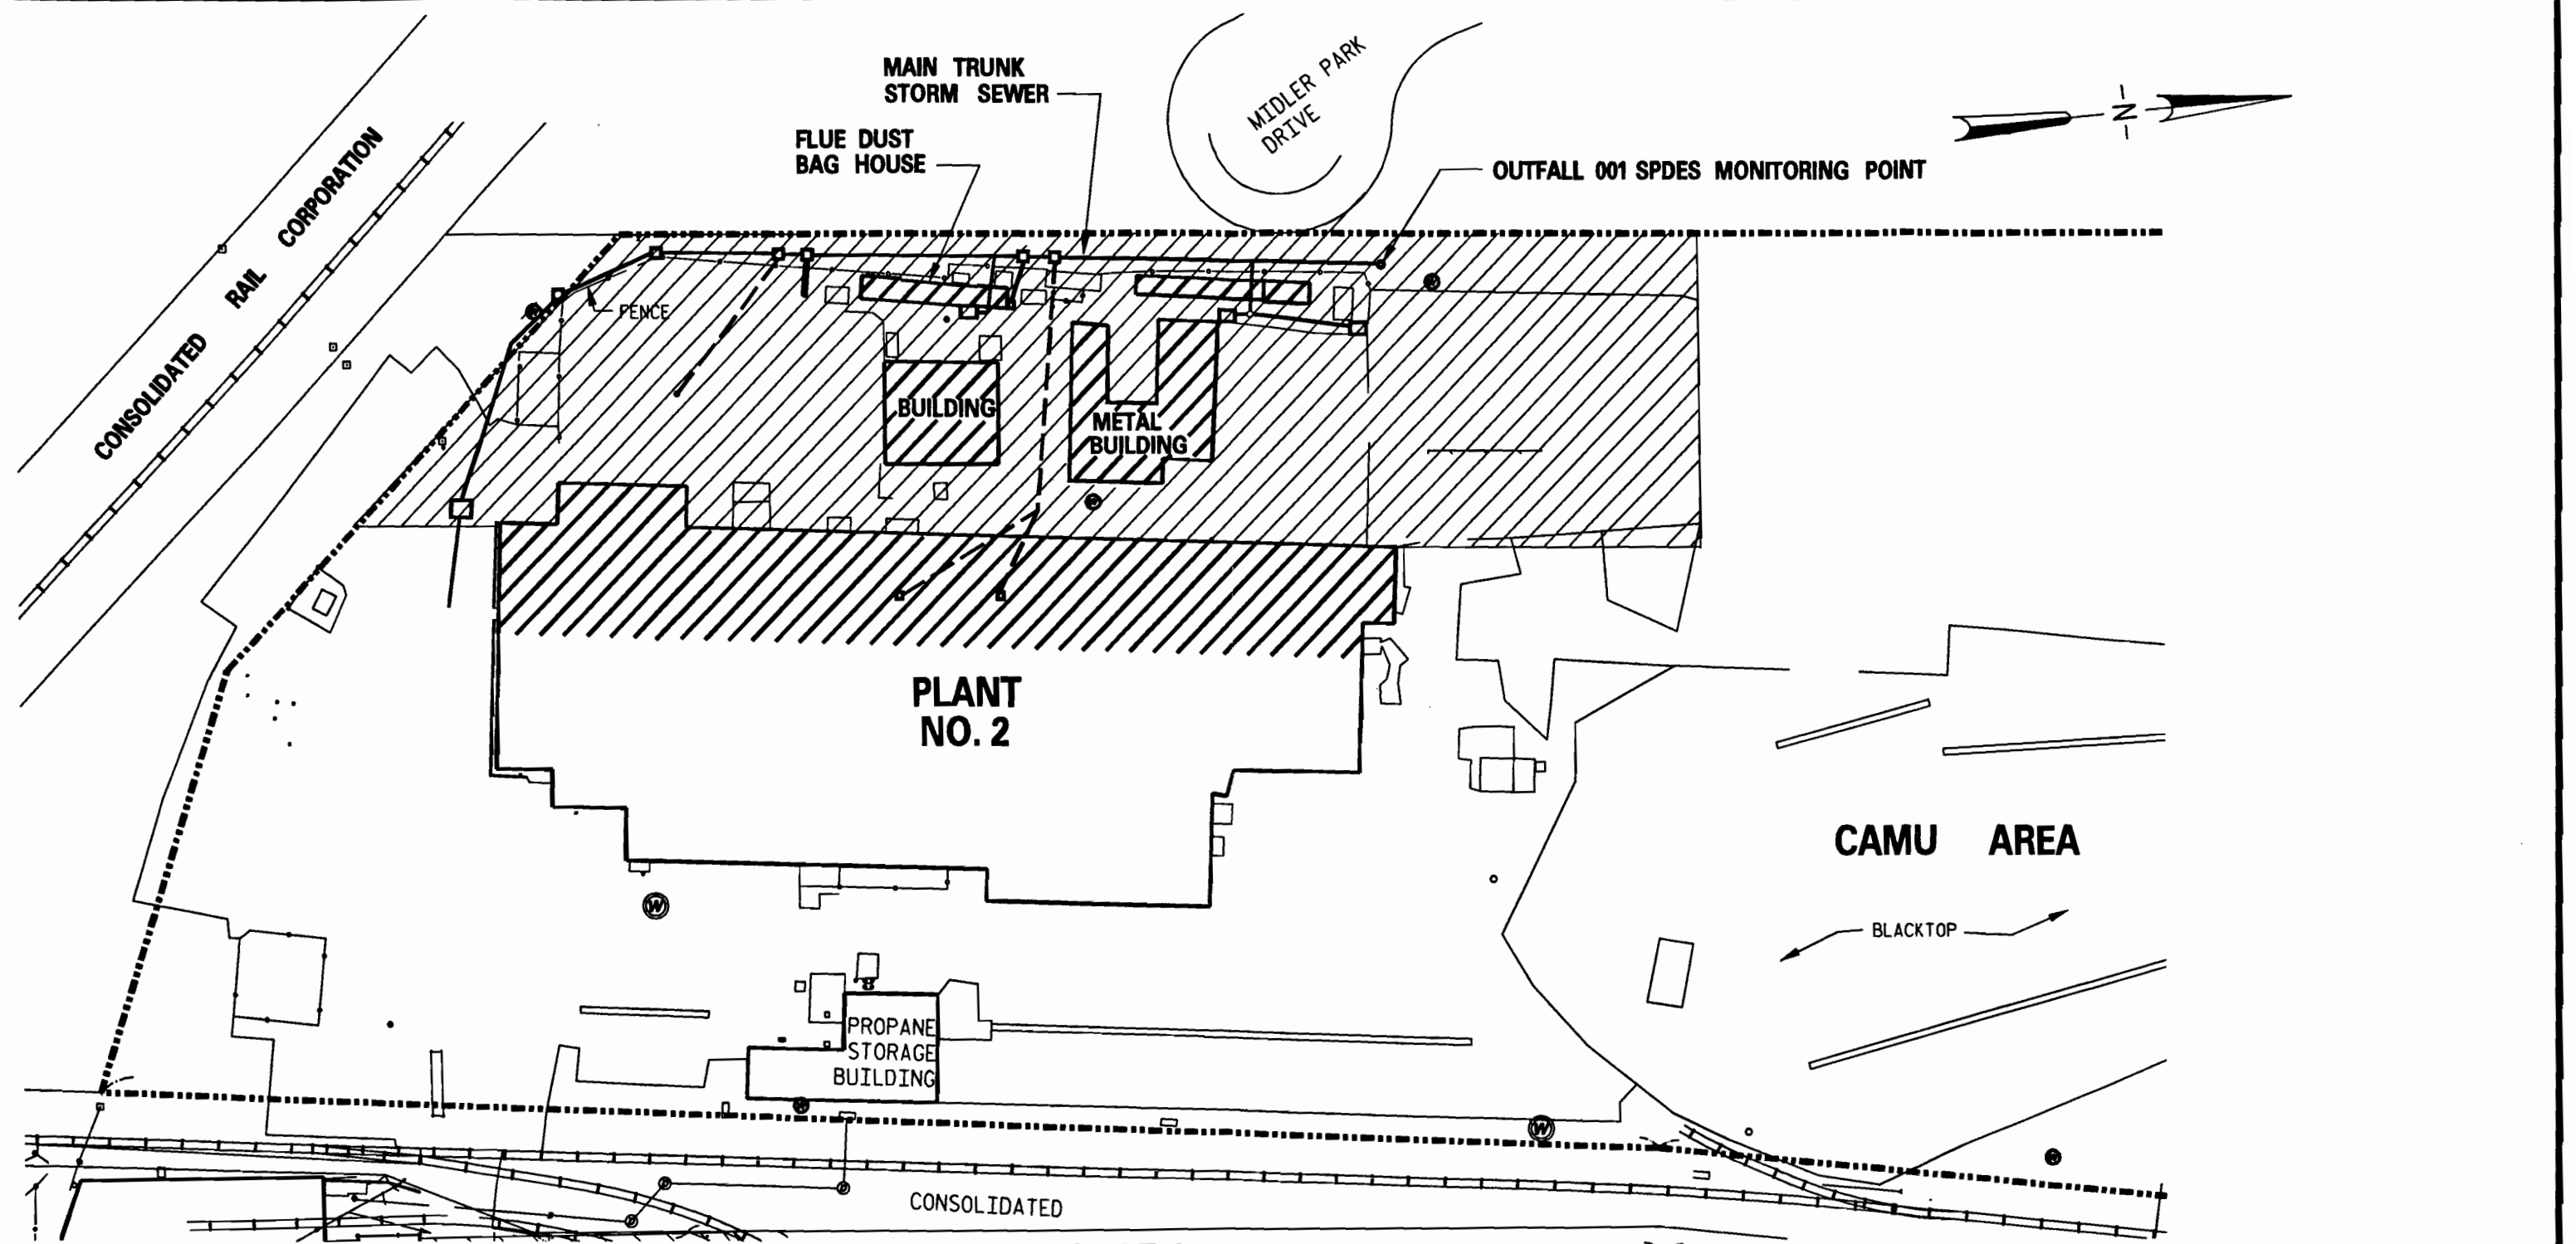 MAIN TRUNK
STORM SEWER
FLUE DUST
BAG HOUSE
MIDLER PARK
DRIVE
N
OUTFALL 001 SPDES MONITORING POINT
CONSOLIDATED RAIL CORPORATION
FENCE
BUILDING
METAL
BUILDING
PLANT
NO. 2
CAMU AREA
BLACKTOP
W
PROPANE
STORAGE
BUILDING
W
CONSOLIDATED